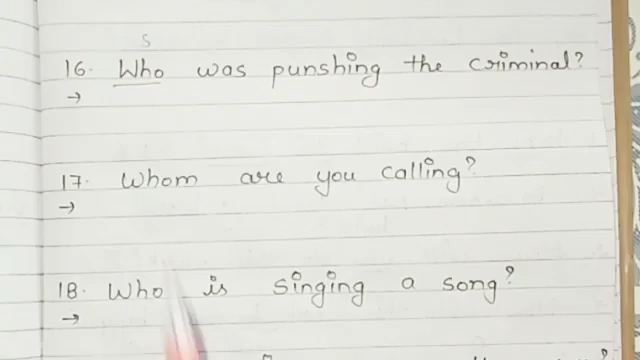 S
16. Who was punshing the criminal?
→
17. Whom are you calling?
→
18. Who is singing a song?
→